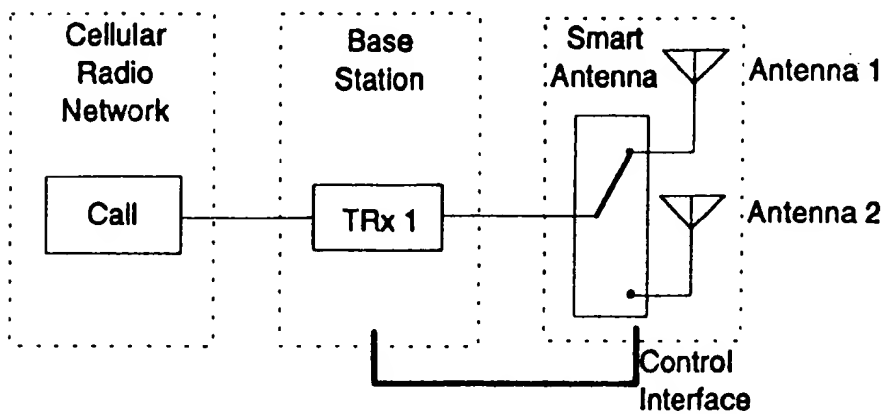 Cellular
Radio
Network
Base
Station
Smart
Antenna
Antenna 1
Call
TRx 1
Antenna 2
Control
Interface